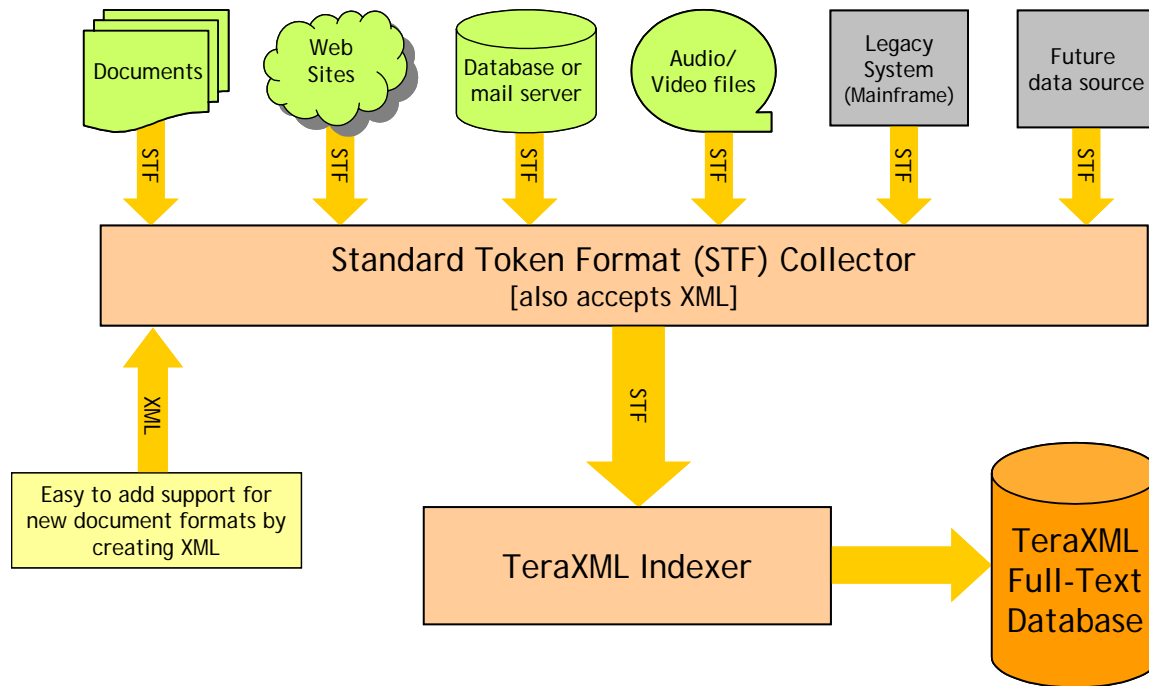 Documents
Web
Sites
Database or
mail server
Audio/
Video files
Legacy
System
(Mainframe)
Future
data source
STF
STF
STF
STF
STF
STF
Standard Token Format (STF) Collector
[also accepts XML]
XML
STF
Easy to add support for
new document formats by
creating XML
TeraXML Indexer
TeraXML
Full-Text
Database